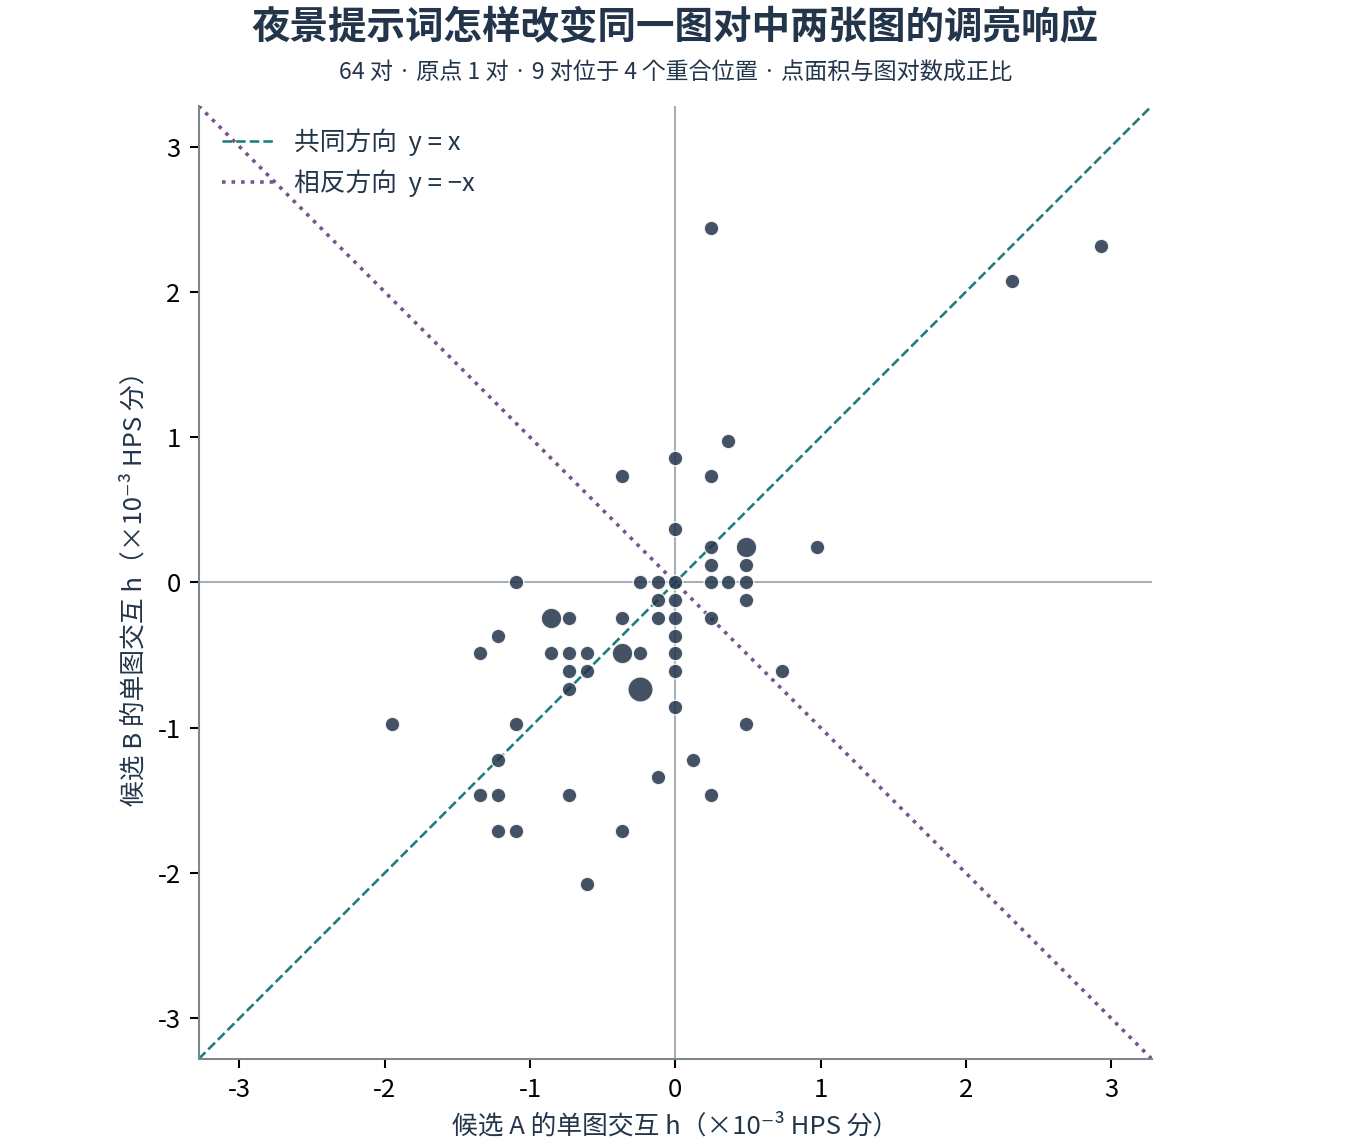 夜景提示词怎样改变同一图对中两张图的调亮响应
64 对 · 原点 1 对 · 9 对位于 4 个重合位置 · 点面积与图对数成正比
共同方向 y = x
相反方向 y = −x
候选 B 的单图交互 h（×10⁻³ HPS 分）
3
2
1
0
-1
-2
-3
-3 -2 -1 0 1 2 3
候选 A 的单图交互 h（×10⁻³ HPS 分）